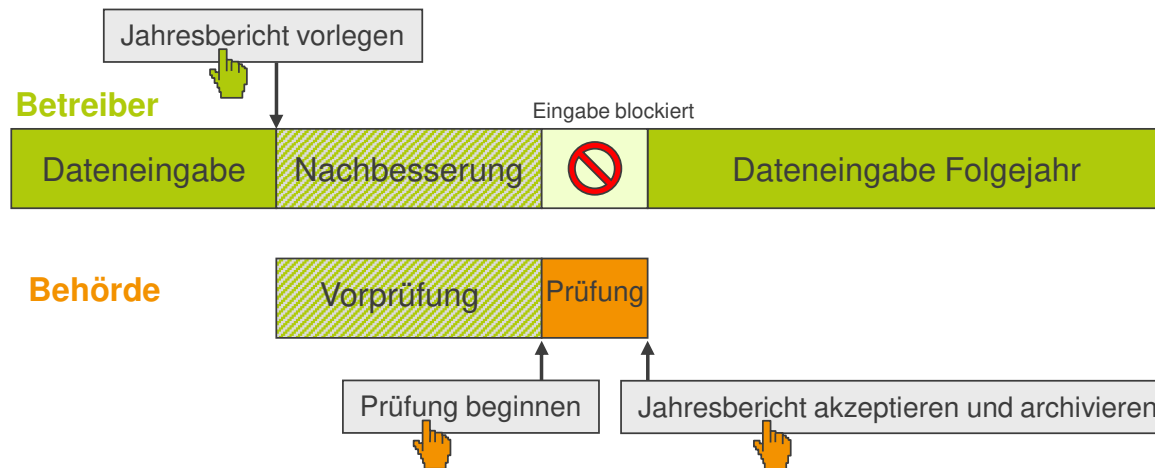 Jahresbericht vorlegen
Betreiber
Eingabe blockiert
Dateneingabe
Nachbesserung
Dateneingabe Folgejahr
Behörde
Vorprüfung
Prüfung
Prüfung beginnen
Jahresbericht akzeptieren und archivieren